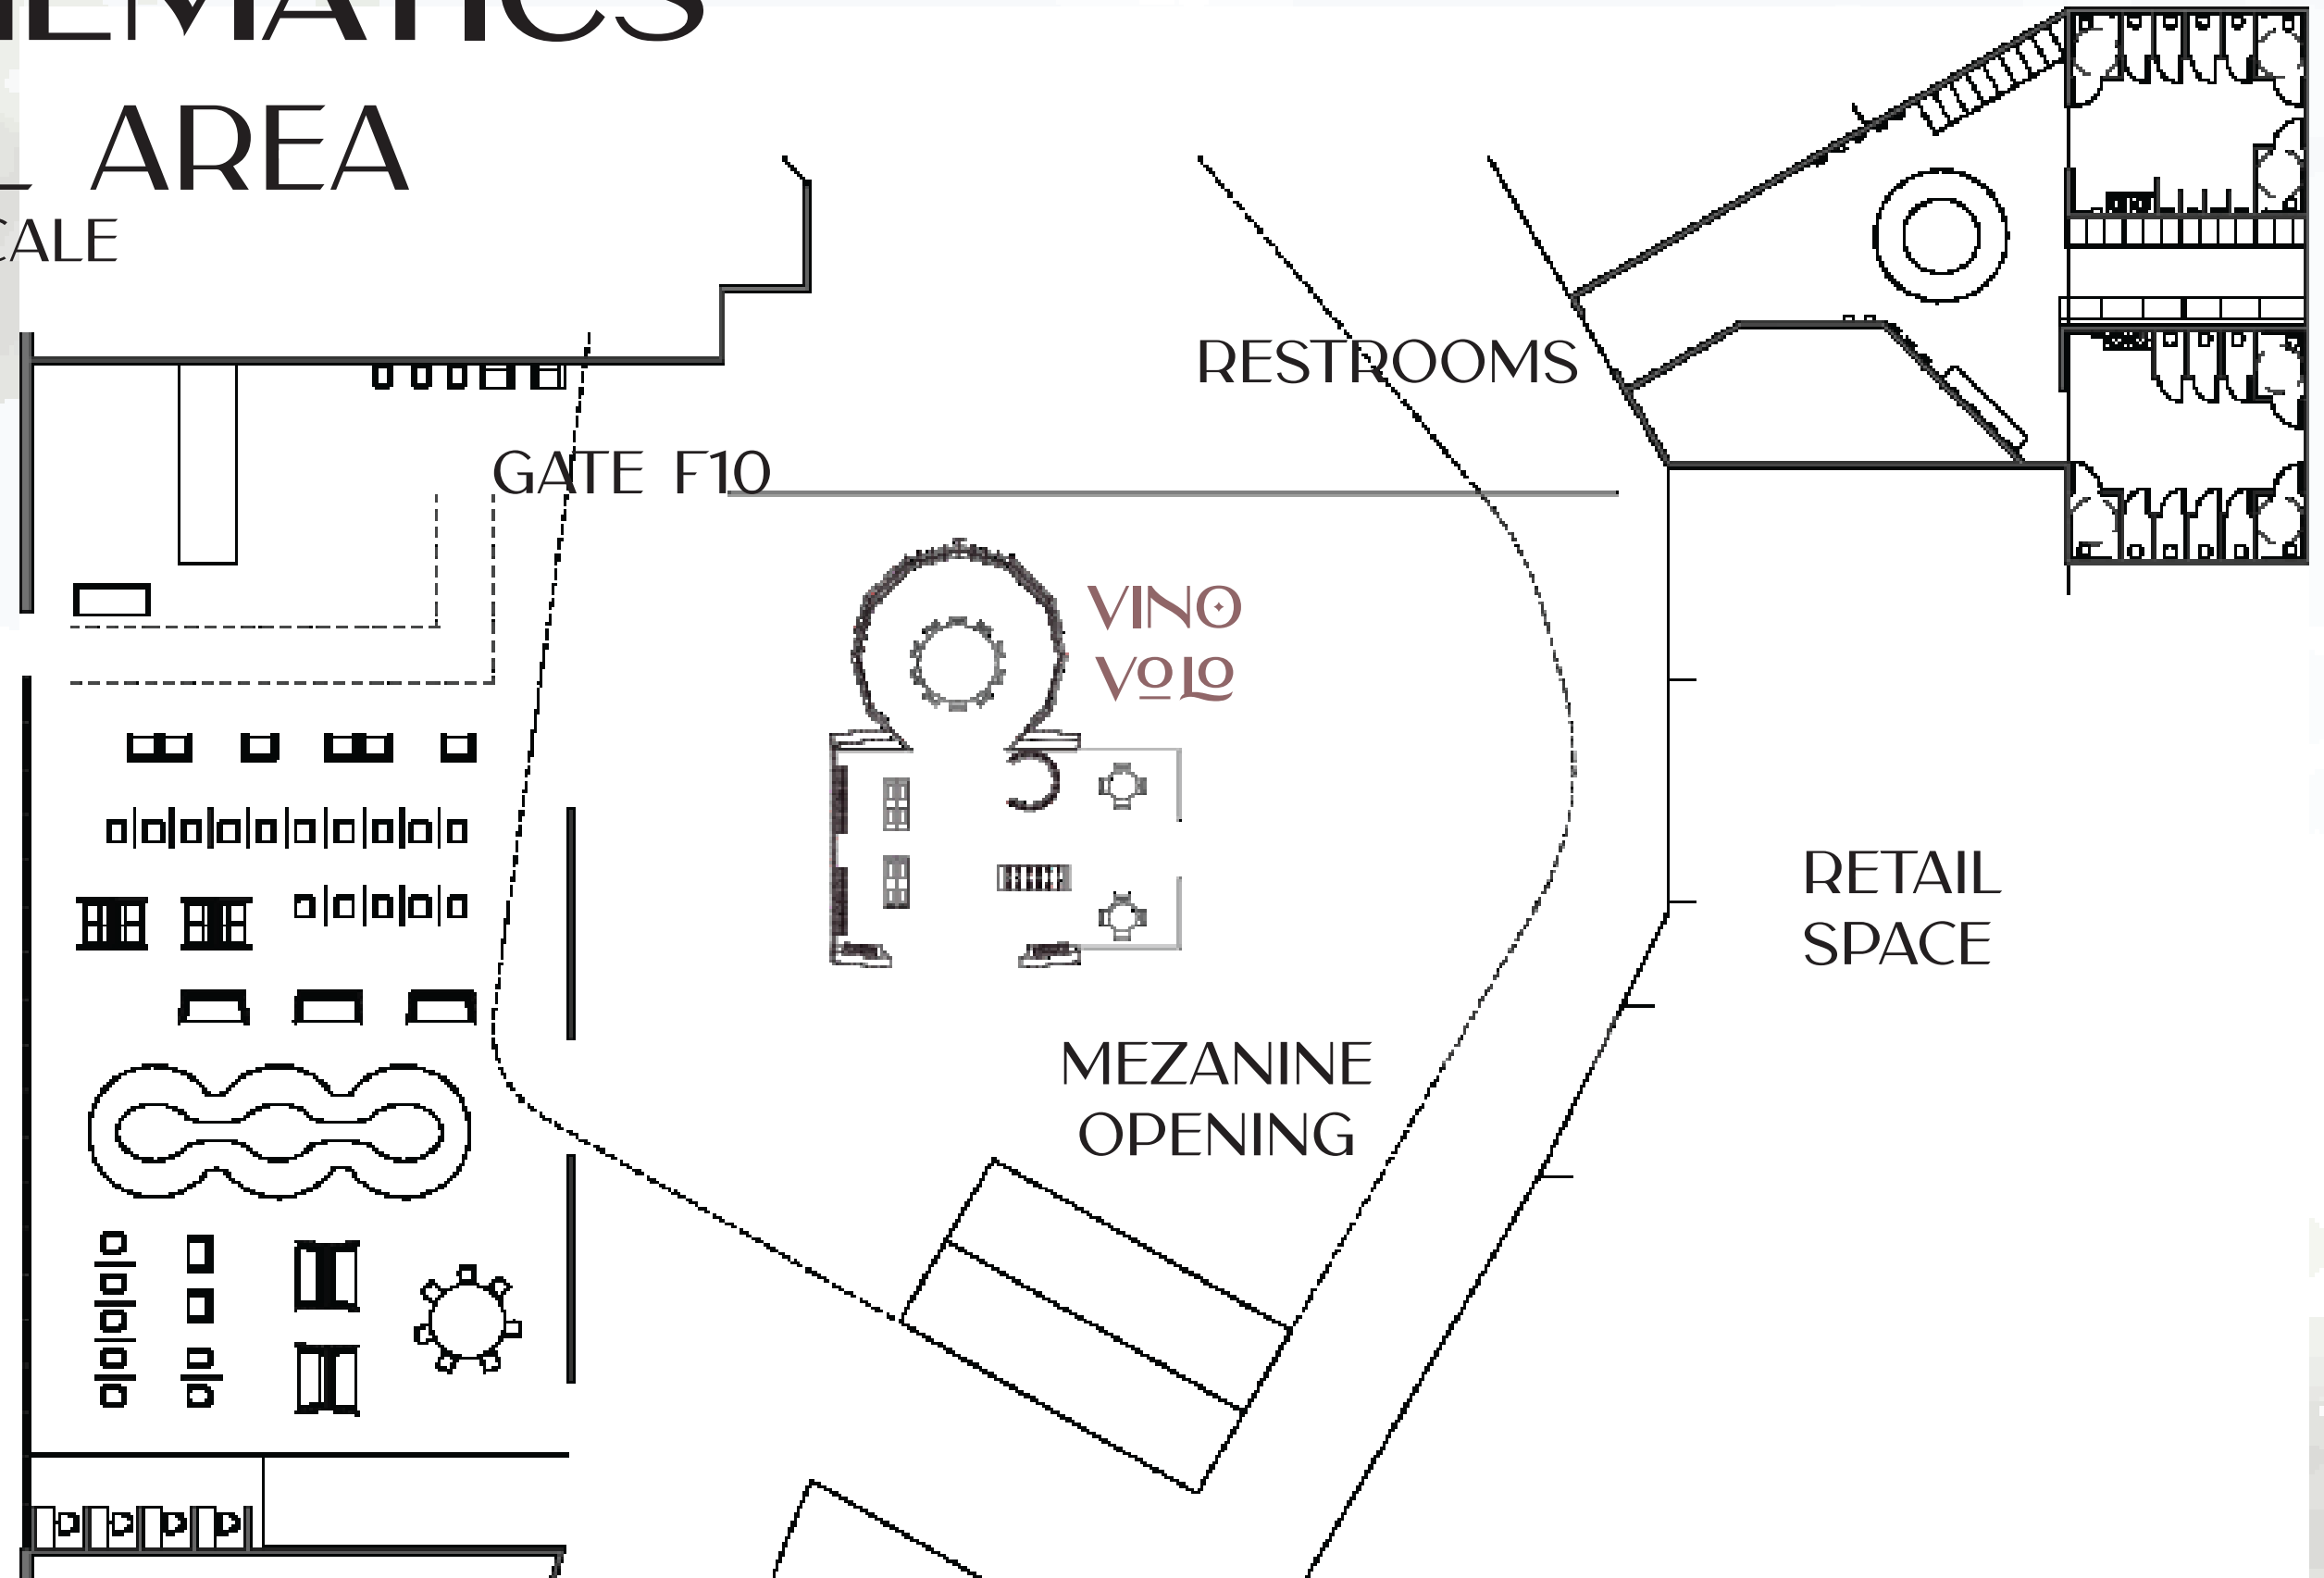 AREA
RESTROOMS
GATE F10
VINO
VOLO
RETAIL
SPACE
MEZANINE
OPENING